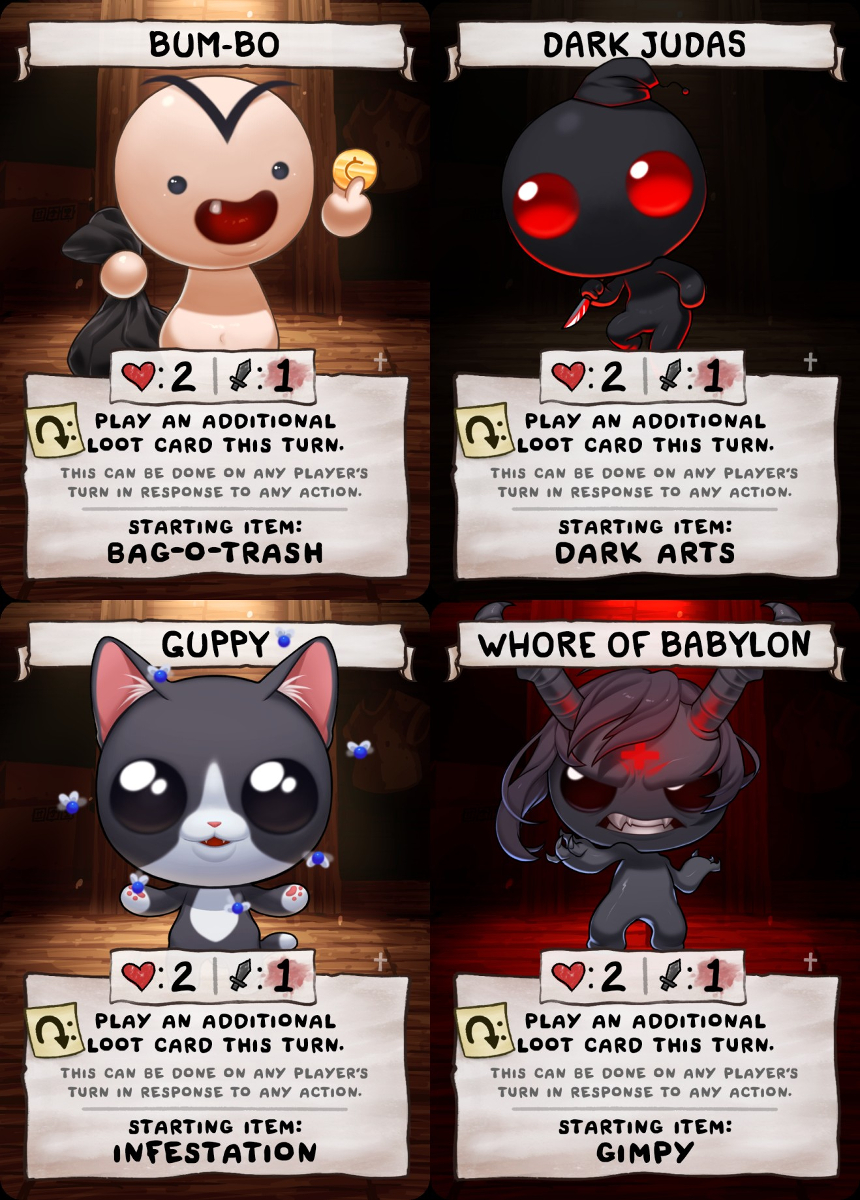 BUM-BO
♥: 2 | 🗡: 1
PLAY AN ADDITIONAL
LOOT CARD THIS TURN.
THIS CAN BE DONE ON ANY PLAYER'S
TURN IN RESPONSE TO ANY ACTION.
STARTING ITEM:
BAG-O-TRASH
DARK JUDAS
♥: 2 | 🗡: 1
PLAY AN ADDITIONAL
LOOT CARD THIS TURN.
THIS CAN BE DONE ON ANY PLAYER'S
TURN IN RESPONSE TO ANY ACTION.
STARTING ITEM:
DARK ARTS
GUPPY
♥: 2 | 🗡: 1
PLAY AN ADDITIONAL
LOOT CARD THIS TURN.
THIS CAN BE DONE ON ANY PLAYER'S
TURN IN RESPONSE TO ANY ACTION.
STARTING ITEM:
INFESTATION
WHORE OF BABYLON
♥: 2 | 🗡: 1
PLAY AN ADDITIONAL
LOOT CARD THIS TURN.
THIS CAN BE DONE ON ANY PLAYER'S
TURN IN RESPONSE TO ANY ACTION.
STARTING ITEM:
GIMPY